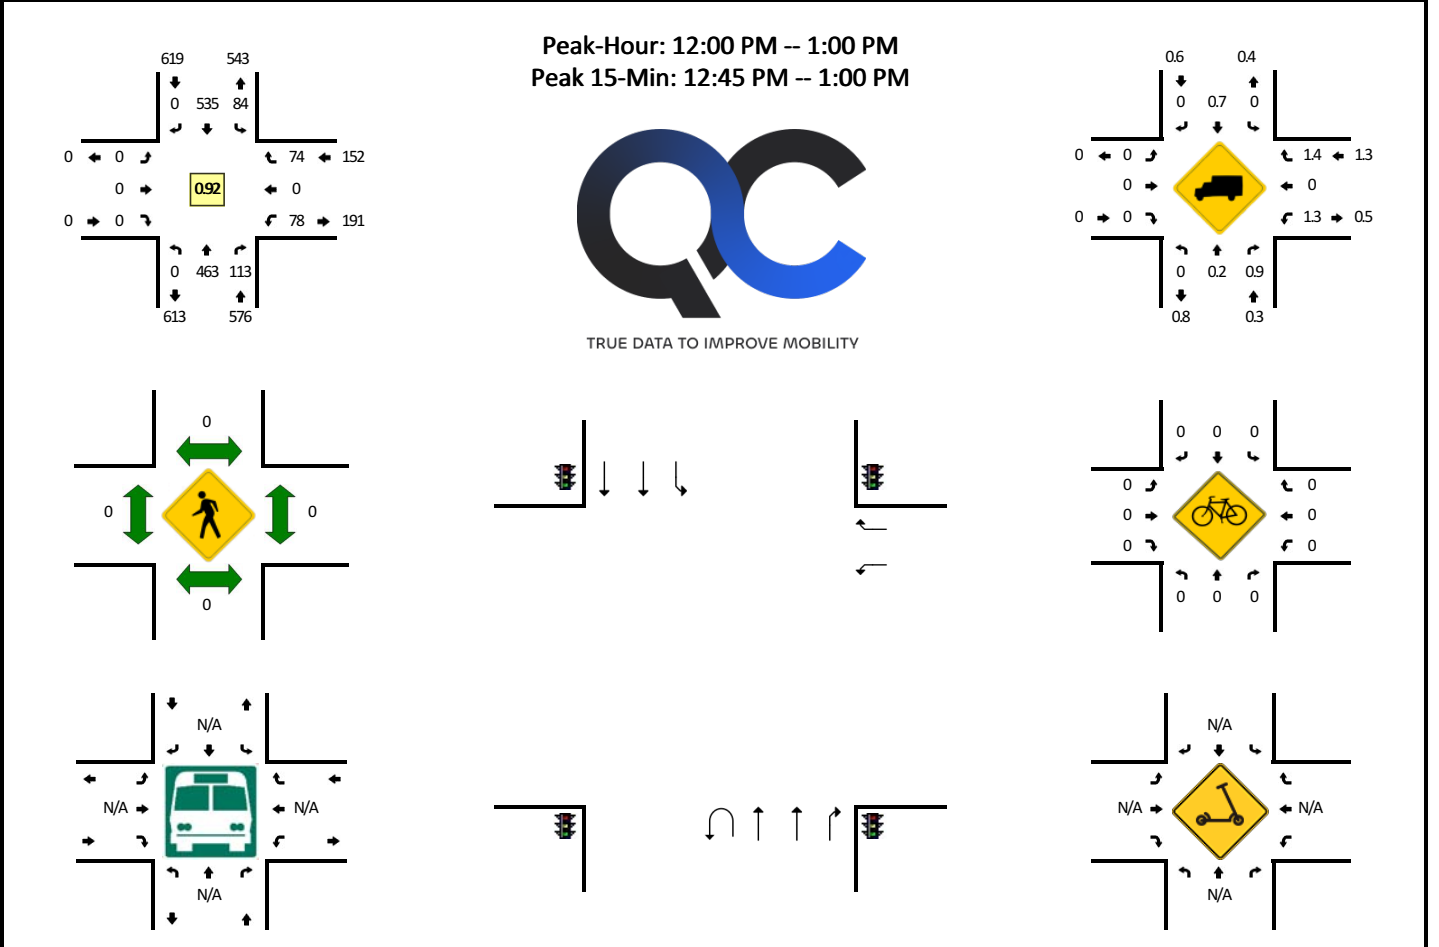 Peak-Hour: 12:00 PM -- 1:00 PM
Peak 15-Min: 12:45 PM -- 1:00 PM
619 543
0 535 84
0 0 74 152
0 0.92 0
0 0 78 191
0 463 113
613 576
QC
TRUE DATA TO IMPROVE MOBILITY
0.6 0.4
0 0.7 0
0 0 1.4 1.3
0 0
0 0 1.3 0.5
0 0.2 0.9
0.8 0.3
0
0 0
0
0 0 0
0 0
0 0
0 0
0 0 0
N/A
N/A N/A
N/A
N/A
N/A N/A
N/A